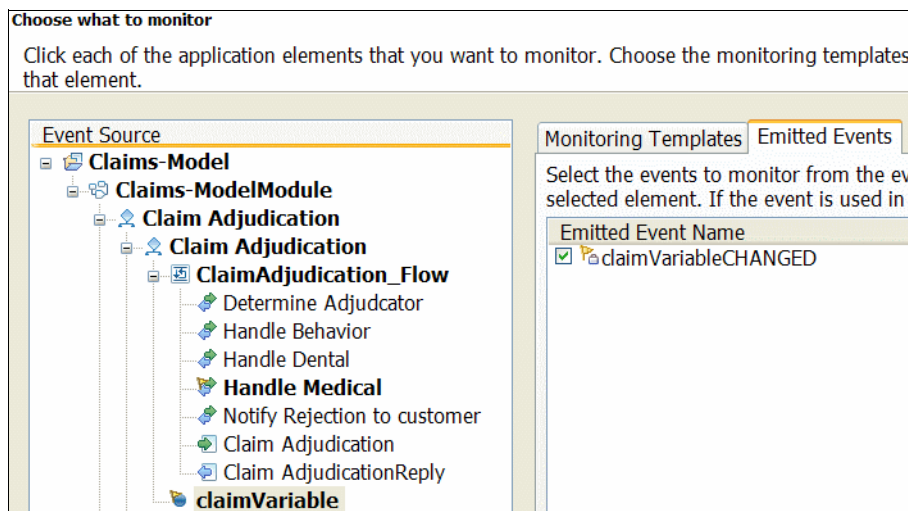 Choose what to monitor
Click each of the application elements that you want to monitor. Choose the monitoring templates
that element.
Event Source
Claims-Model
Claims-ModelModule
Claim Adjudication
Claim Adjudication
ClaimAdjudication_Flow
Determine Adjudcator
Handle Behavior
Handle Dental
Handle Medical
Notify Rejection to customer
Claim Adjudication
Claim AdjudicationReply
claimVariable
Monitoring Templates Emitted Events
Select the events to monitor from the ev
selected element. If the event is used in
Emitted Event Name
claimVariableCHANGED